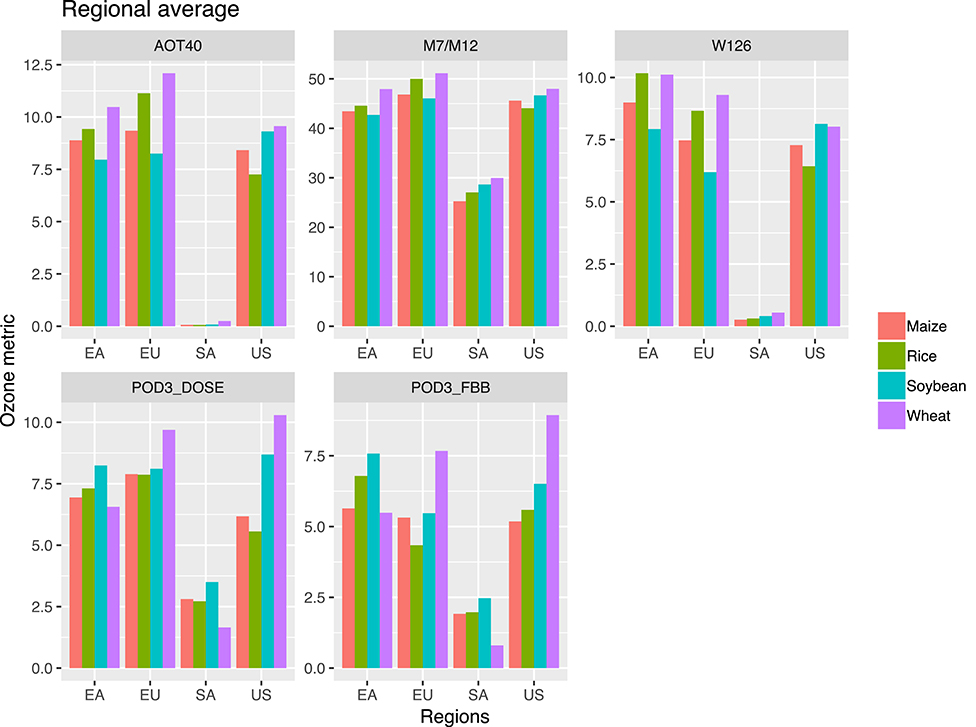 Regional average
AOT40
M7/M12
W126
12.5
10.0
7.5
5.0
2.5
0.0
50
40
30
20
10
0
10.0
7.5
5.0
2.5
0.0
EA EU SA US
EA EU SA US
EA EU SA US
Ozone metric
POD3_DOSE
POD3_FBB
10.0
7.5
5.0
2.5
0.0
7.5
5.0
2.5
0.0
EA EU SA US
EA EU SA US
Regions
Maize
Rice
Soybean
Wheat